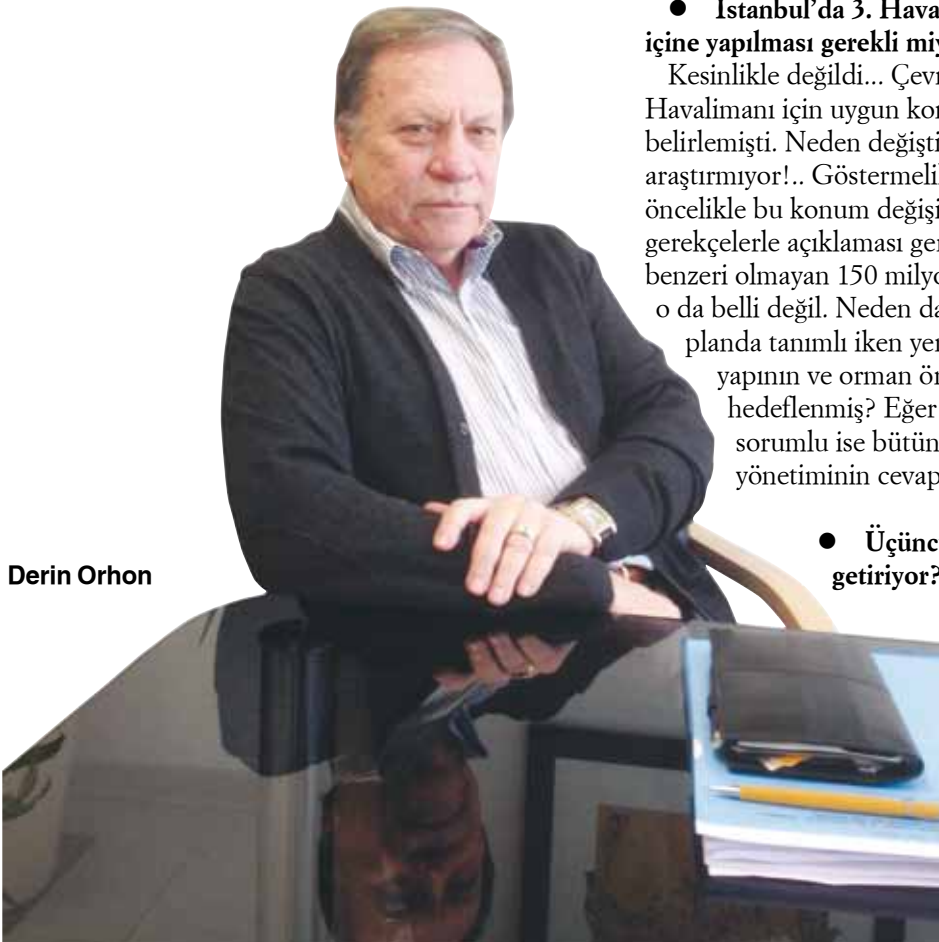 ● İstanbul'da 3. Hava
içine yapılması gerekli miy
Kesinlikle değildi... Çevr
Havalimanı için uygun kon
belirlemişti. Neden değişti
araştırmıyor!.. Göstermelik
öncelikle bu konum değişi
gerekçelerle açıklaması ger
benzeri olmayan 150 milyo
o da belli değil. Neden da
planda tanımlı iken yer
yapının ve orman ör
hedeflenmiş? Eğer
sorumlu ise bütün
yönetiminin cevap
● Üçünc
getiriyor?
Derin Orhon